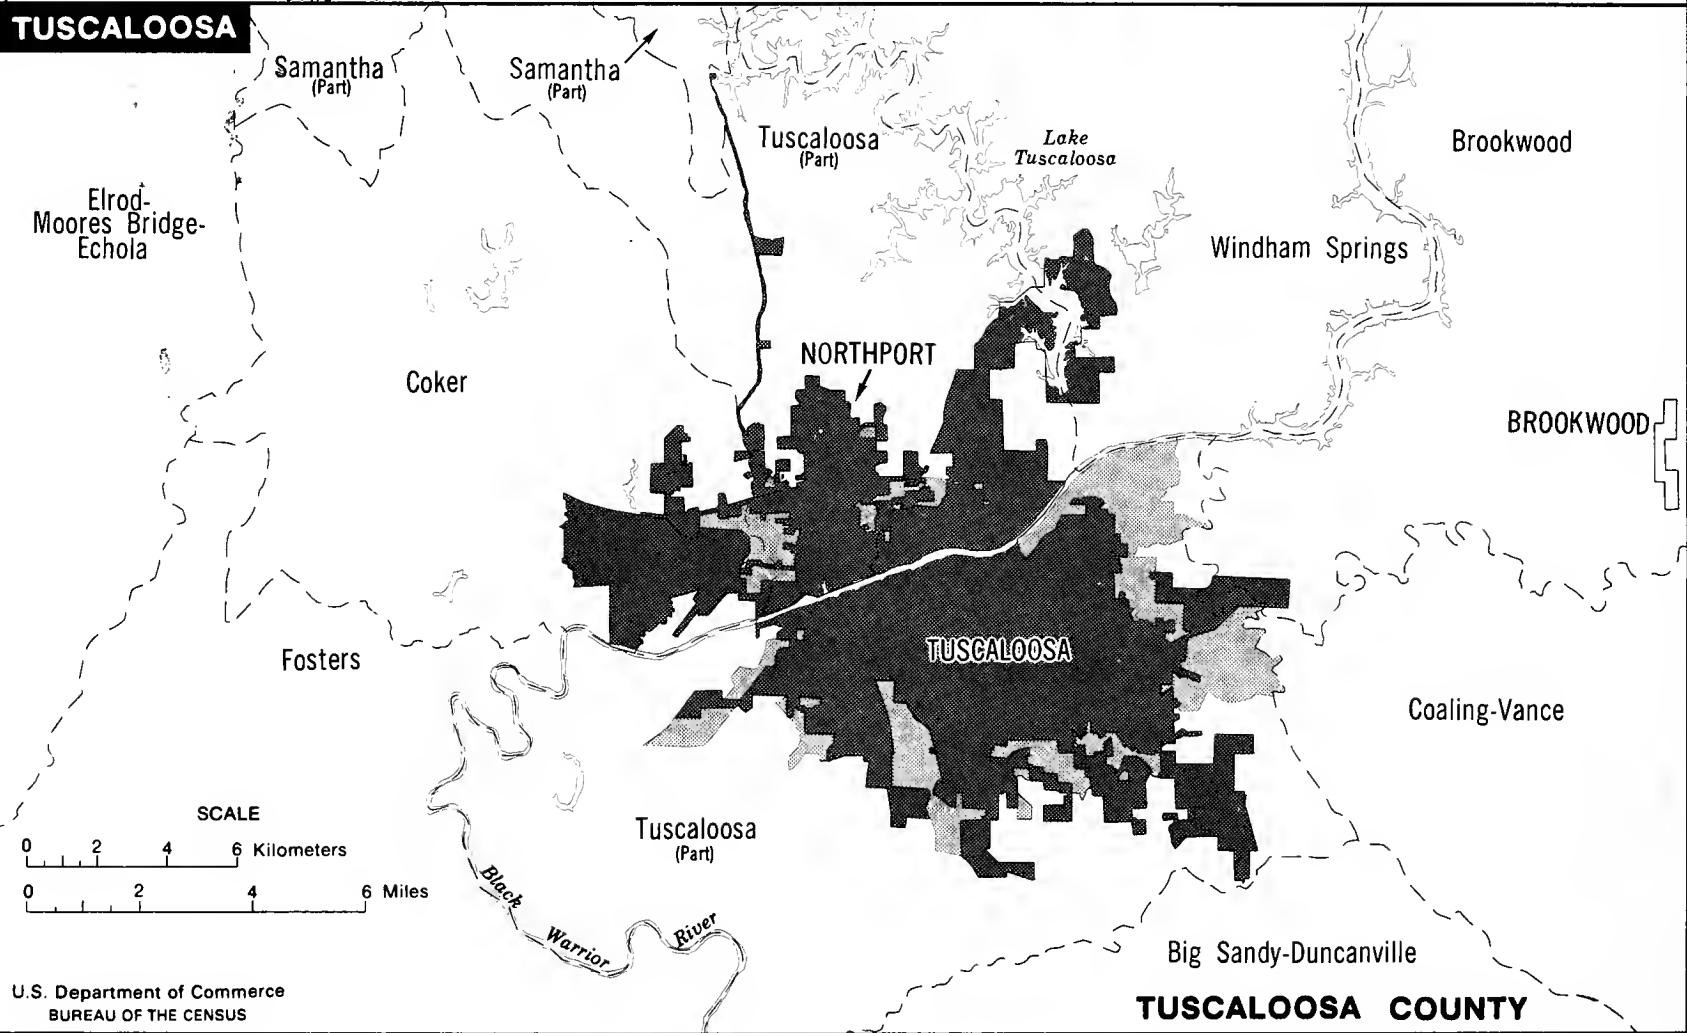 TUSCALOOSA
Samantha
(Part)
Samantha
(Part)
Tuscaloosa
(Part)
Lake
Tuscaloosa
Brookwood
Elrod-
Moores Bridge-
Echola
Windham Springs
NORTHPORT
Coker
BROOKWOOD
TUSCALOOSA
Fosters
Coaling-Vance
SCALE
0 2 4 6 Kilometers
0 2 4 6 Miles
Tuscaloosa
(Part)
Black
Warrior
River
Big Sandy-Duncanville
U.S. Department of Commerce
BUREAU OF THE CENSUS
TUSCALOOSA COUNTY